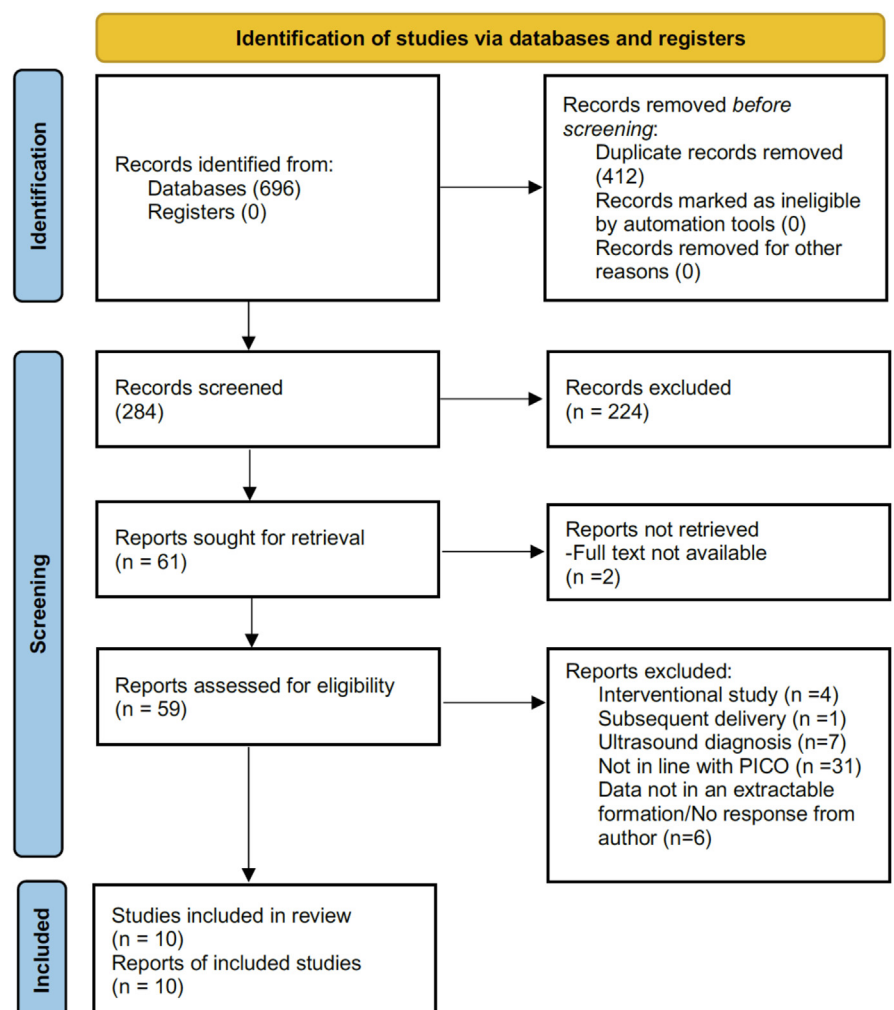 Identification of studies via databases and registers
Identification
Records identified from:
Databases (696)
Registers (0)
Records removed before
screening:
Duplicate records removed
(412)
Records marked as ineligible
by automation tools (0)
Records removed for other
reasons (0)
Screening
Records screened
(284)
Records excluded
(n = 224)
Reports sought for retrieval
(n = 61)
Reports not retrieved
-Full text not available
(n =2)
Reports assessed for eligibility
(n = 59)
Reports excluded:
Interventional study (n =4)
Subsequent delivery (n =1)
Ultrasound diagnosis (n=7)
Not in line with PICO (n =31)
Data not in an extractable
formation/No response from
author (n=6)
Included
Studies included in review
(n = 10)
Reports of included studies
(n = 10)